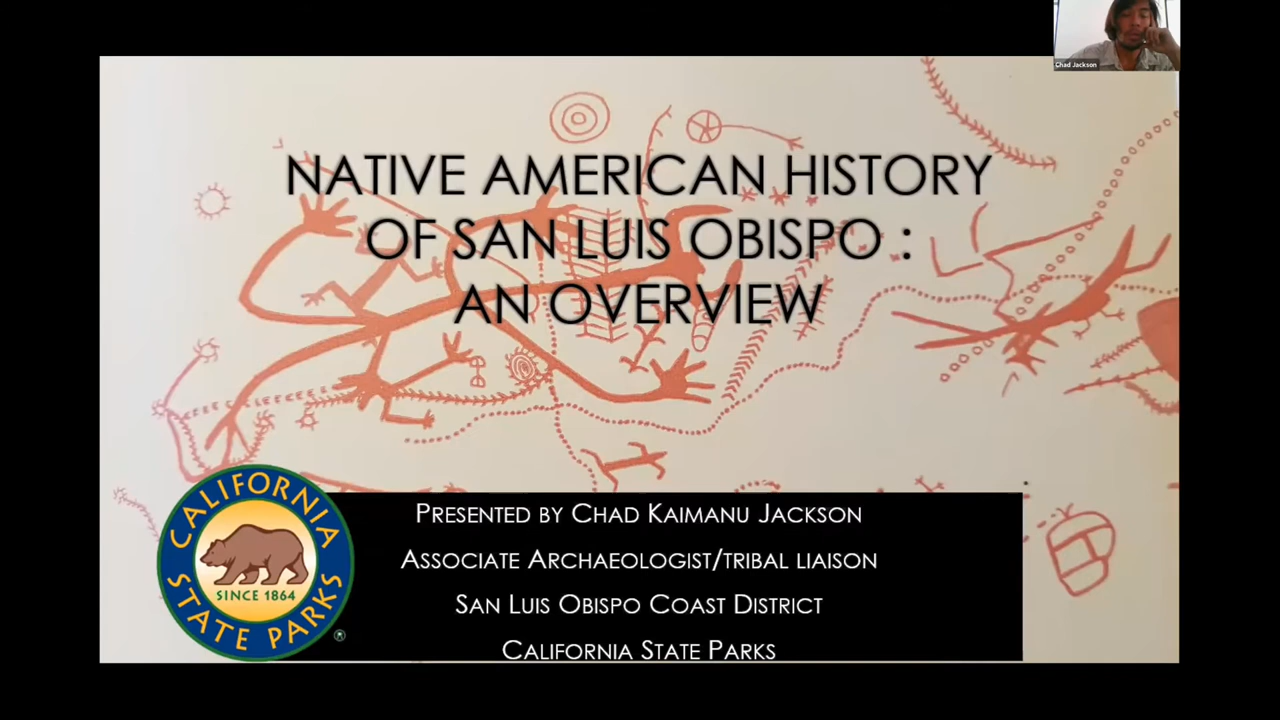 Chad Jackson
NATIVE AMERICAN HISTORY
OF SAN LUIS OBISPO :
AN OVERVIEW
CALIFORNIA
SINCE 1864
STATE PARKS
®
PRESENTED BY CHAD KAIMANU JACKSON
ASSOCIATE ARCHAEOLOGIST/TRIBAL LIAISON
SAN LUIS OBISPO COAST DISTRICT
CALIFORNIA STATE PARKS